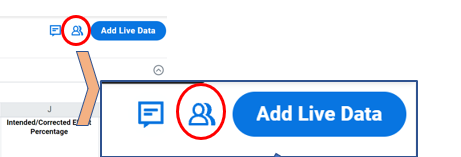 Add Live Data
J
Intended/Corrected
Percentage
Add Live Data